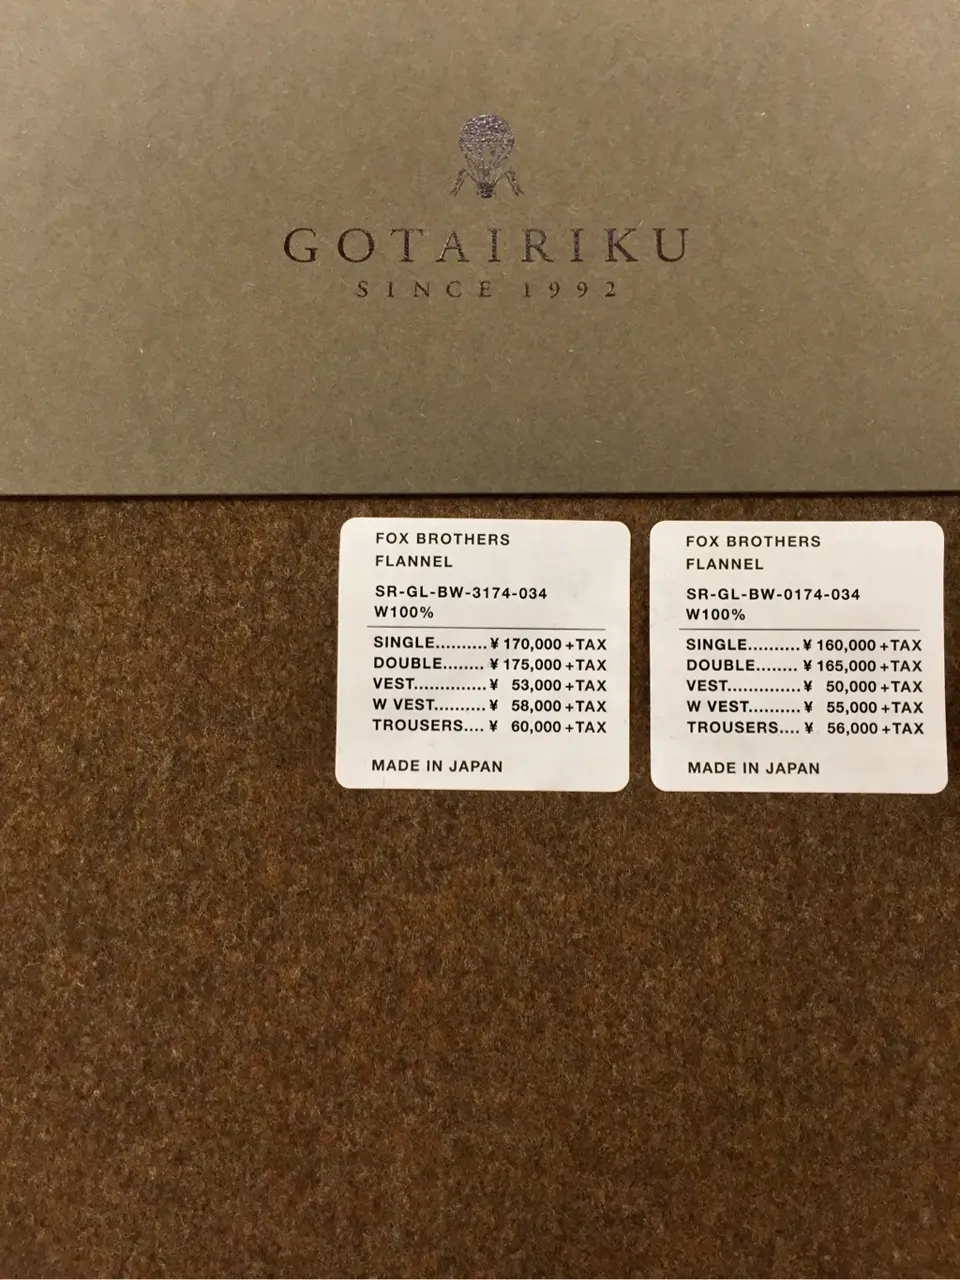 GOTAIRIKU
SINCE 1992
FOX BROTHERS
FLANNEL
SR-GL-BW-3174-034
W100%
SINGLE..........¥ 170,000+TAX
DOUBLE.......¥ 175,000+TAX
VEST..............¥ 53,000+TAX
W VEST..........¥ 58,000+TAX
TROUSERS....¥ 60,000+TAX
MADE IN JAPAN
FOX BROTHERS
FLANNEL
SR-GL-BW-0174-034
W100%
SINGLE..........¥ 160,000+TAX
DOUBLE........¥ 165,000+TAX
VEST..............¥ 50,000+TAX
W VEST..........¥ 55,000+TAX
TROUSERS....¥ 56,000+TAX
MADE IN JAPAN